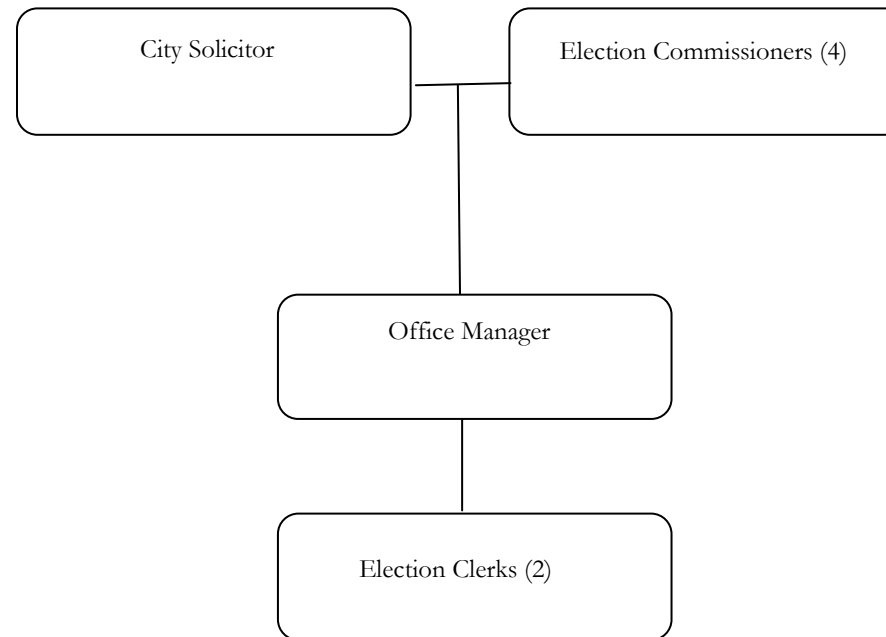 City Solicitor
Election Commissioners (4)
Office Manager
Election Clerks (2)